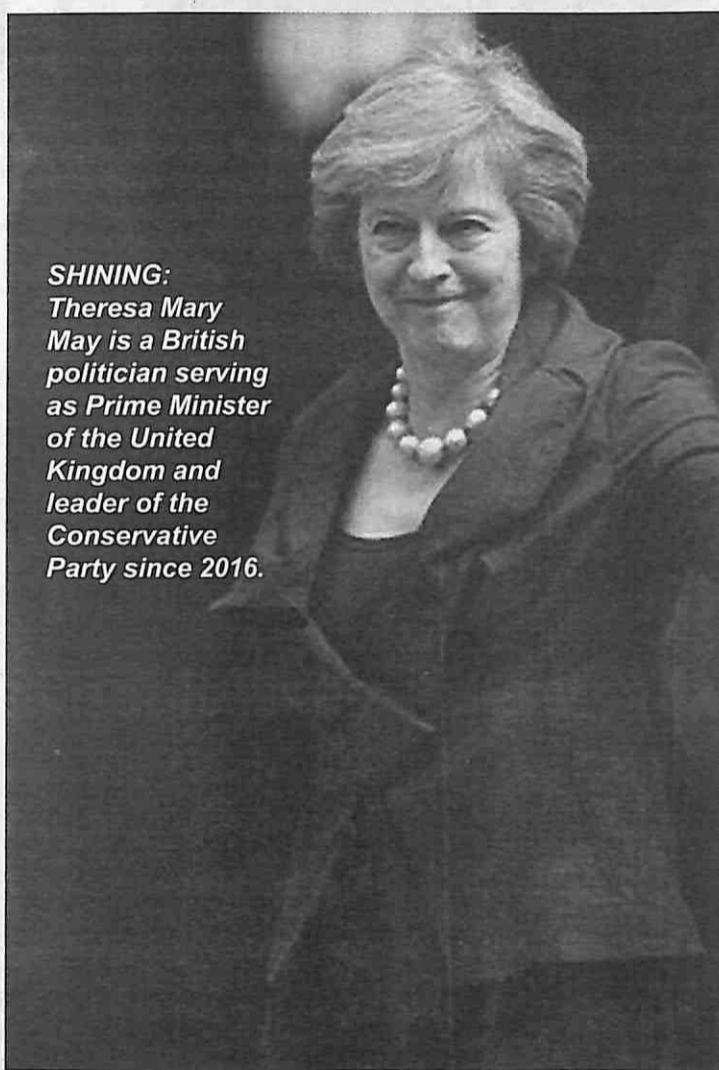 SHINING:
Theresa Mary
May is a British
politician serving
as Prime Minister
of the United
Kingdom and
leader of the
Conservative
Party since 2016.